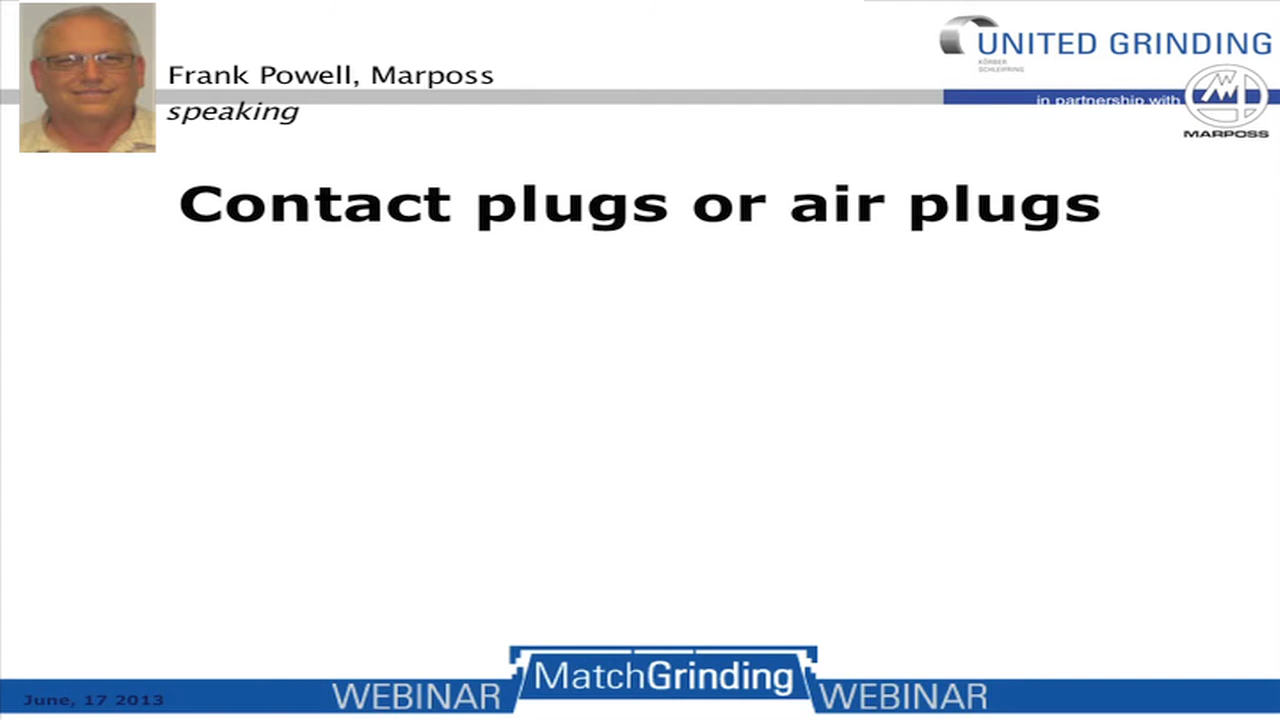 Frank Powell, Marposs
speaking
UNITED GRINDING
KÖRBER
SCHLEIFRING
in partnership with
MARPOSS
Contact plugs or air plugs
June, 17 2013
WEBINAR
MatchGrinding
WEBINAR